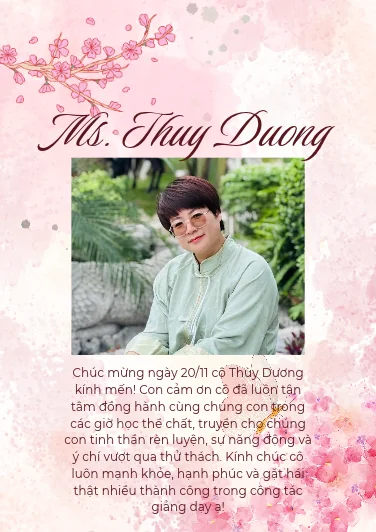 Ms. Thuy Duong
Chúc mừng ngày 20/11 cô Thùy Dương
kính mến! Con cảm ơn cô đã luôn tận
tâm đồng hành cùng chúng con trong
các giờ học thể chất, truyền cho chúng
con tinh thần rèn luyện, sự năng động và
ý chí vượt qua thử thách. Kính chúc cô
luôn mạnh khỏe, hạnh phúc và gặt hái
thật nhiều thành công trong công tác
giảng dạy ạ!